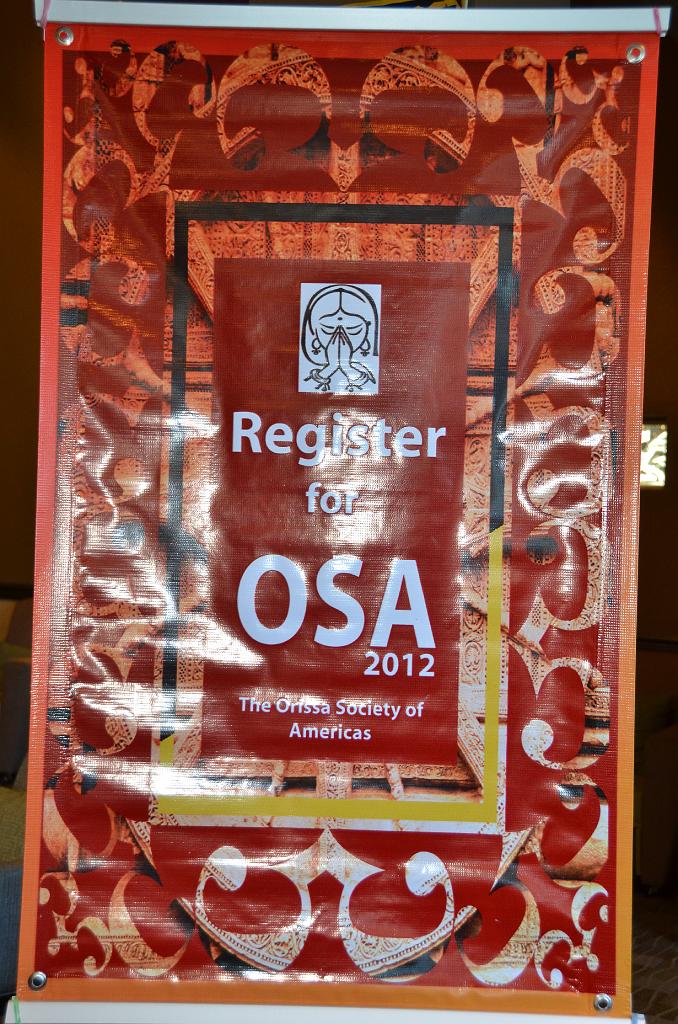 Register
for
OSA
2012
The Orissa Society of
Americas